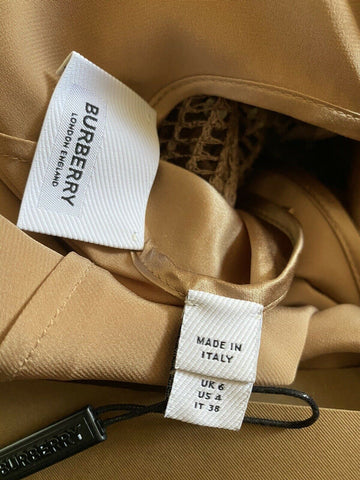 BURBERRY
LONDON ENGLAND
MADE IN
ITALY
UK 6
US 4
IT 38
BURBERRY